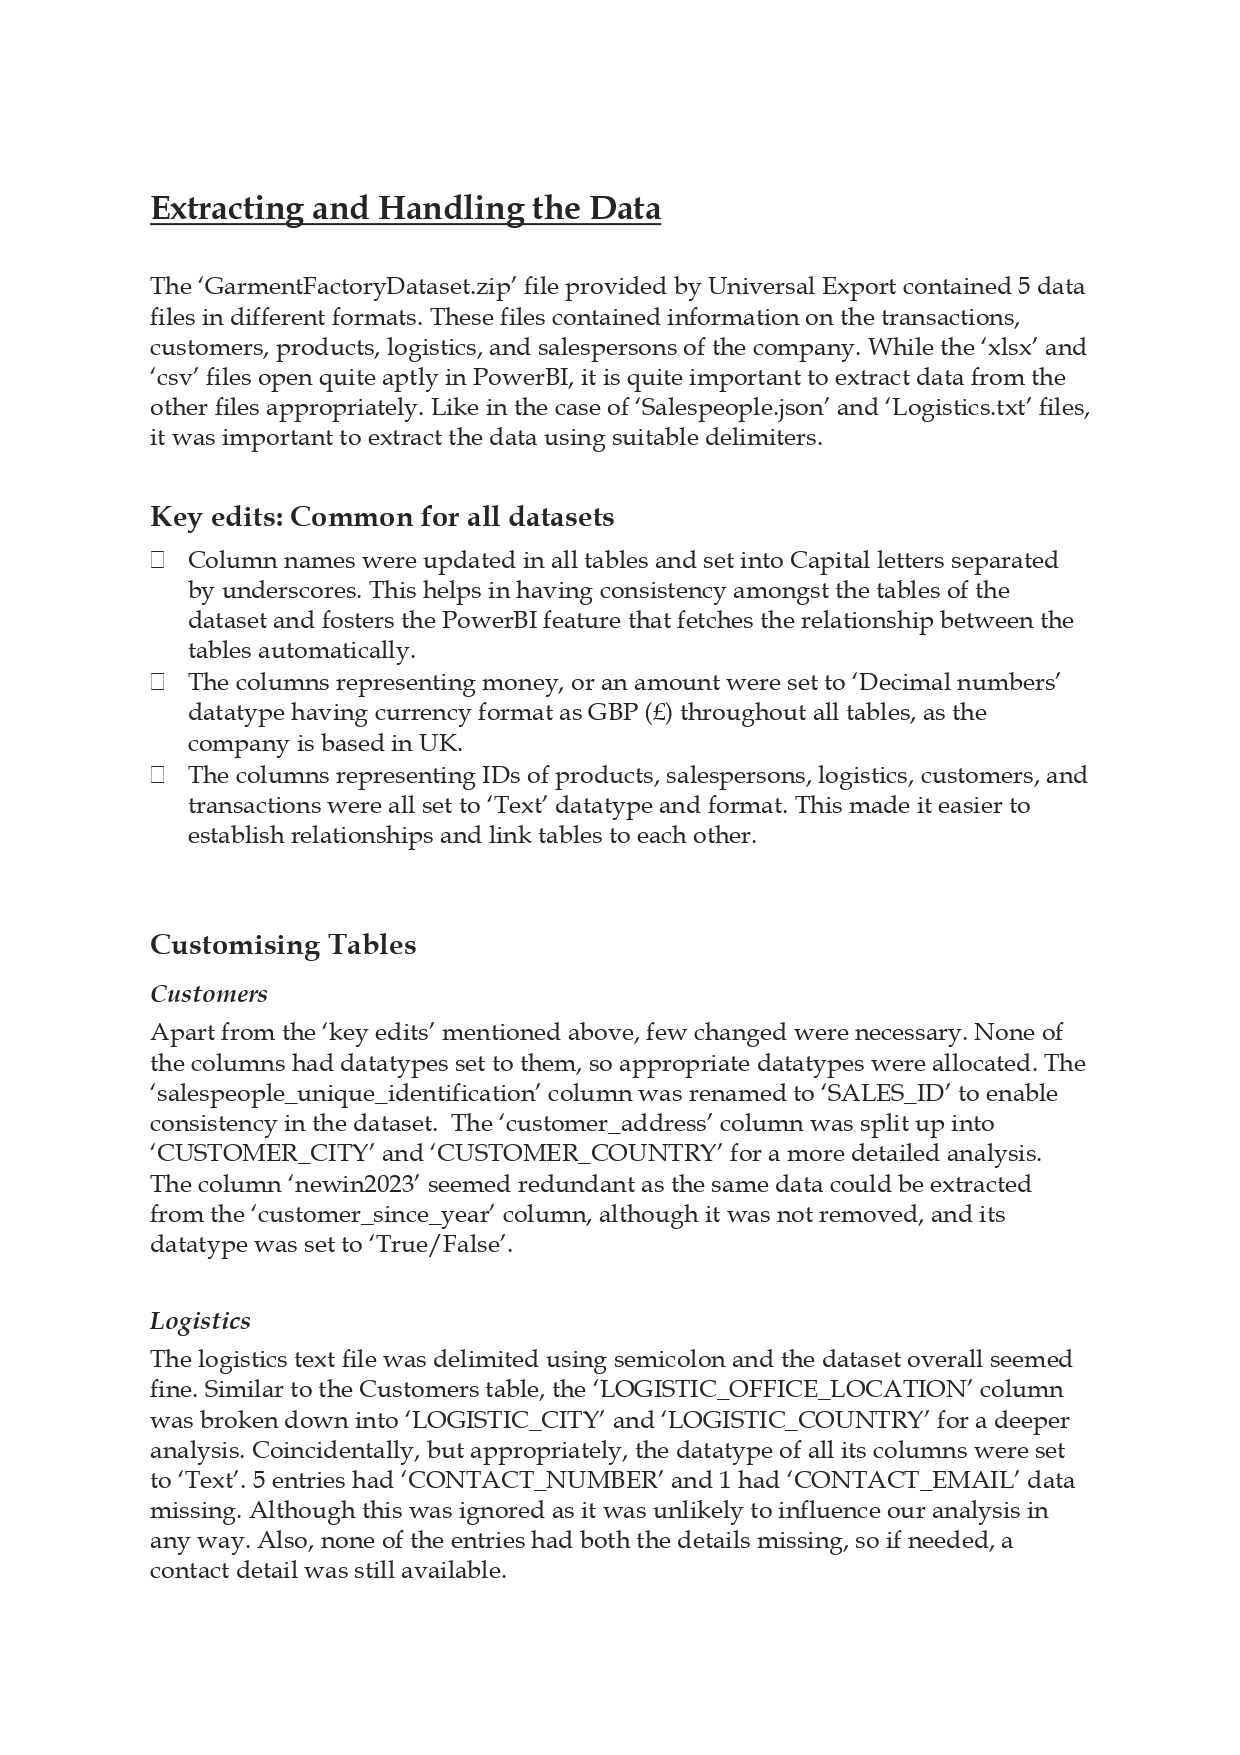 Extracting and Handling the Data
The ‘GarmentFactoryDataset.zip’ file provided by Universal Export contained 5 data
files in different formats. These files contained information on the transactions,
customers, products, logistics, and salespersons of the company. While the ‘xlsx’ and
‘csv’ files open quite aptly in PowerBI, it is quite important to extract data from the
other files appropriately. Like in the case of ‘Salespeople.json’ and ‘Logistics.txt’ files,
it was important to extract the data using suitable delimiters.
Key edits: Common for all datasets
□ Column names were updated in all tables and set into Capital letters separated
by underscores. This helps in having consistency amongst the tables of the
dataset and fosters the PowerBI feature that fetches the relationship between the
tables automatically.
□ The columns representing money, or an amount were set to ‘Decimal numbers’
datatype having currency format as GBP (£) throughout all tables, as the
company is based in UK.
□ The columns representing IDs of products, salespersons, logistics, customers, and
transactions were all set to ‘Text’ datatype and format. This made it easier to
establish relationships and link tables to each other.
Customising Tables
Customers
Apart from the ‘key edits’ mentioned above, few changed were necessary. None of
the columns had datatypes set to them, so appropriate datatypes were allocated. The
‘salespeople_unique_identification’ column was renamed to ‘SALES_ID’ to enable
consistency in the dataset.  The ‘customer_address’ column was split up into
‘CUSTOMER_CITY’ and ‘CUSTOMER_COUNTRY’ for a more detailed analysis.
The column ‘newin2023’ seemed redundant as the same data could be extracted
from the ‘customer_since_year’ column, although it was not removed, and its
datatype was set to ‘True/False’.
Logistics
The logistics text file was delimited using semicolon and the dataset overall seemed
fine. Similar to the Customers table, the ‘LOGISTIC_OFFICE_LOCATION’ column
was broken down into ‘LOGISTIC_CITY’ and ‘LOGISTIC_COUNTRY’ for a deeper
analysis. Coincidentally, but appropriately, the datatype of all its columns were set
to ‘Text’. 5 entries had ‘CONTACT_NUMBER’ and 1 had ‘CONTACT_EMAIL’ data
missing. Although this was ignored as it was unlikely to influence our analysis in
any way. Also, none of the entries had both the details missing, so if needed, a
contact detail was still available.